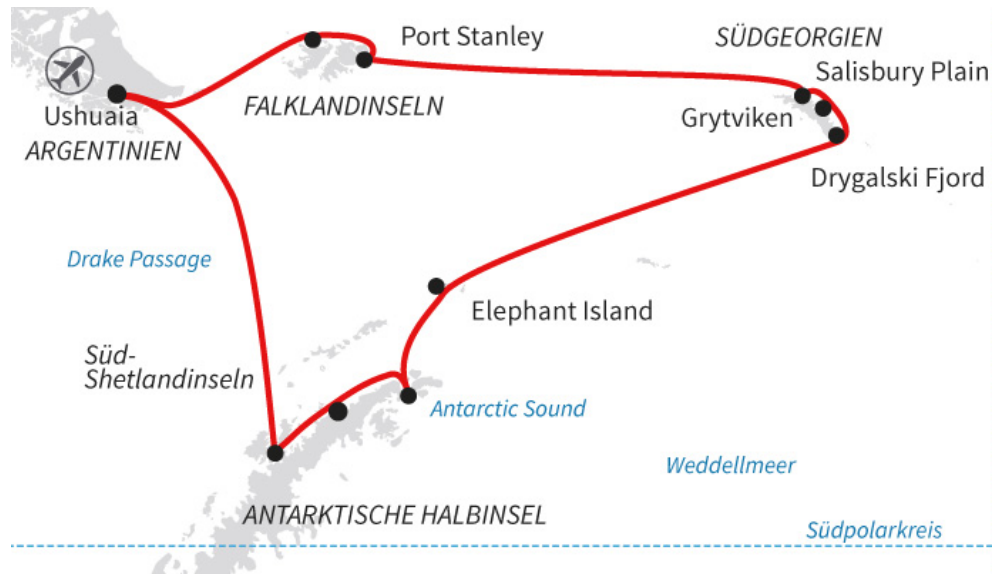 Port Stanley
SÜDGEORGIEN
Salisbury Plain
FALKLANDINSELN
Grytviken
Ushuaia
ARGENTINIEN
Drygalski Fjord
Drake Passage
Elephant Island
Süd-
Shetlandinseln
Antarctic Sound
Weddellmeer
ANTARKTISCHE HALBINSEL
Südpolarkreis